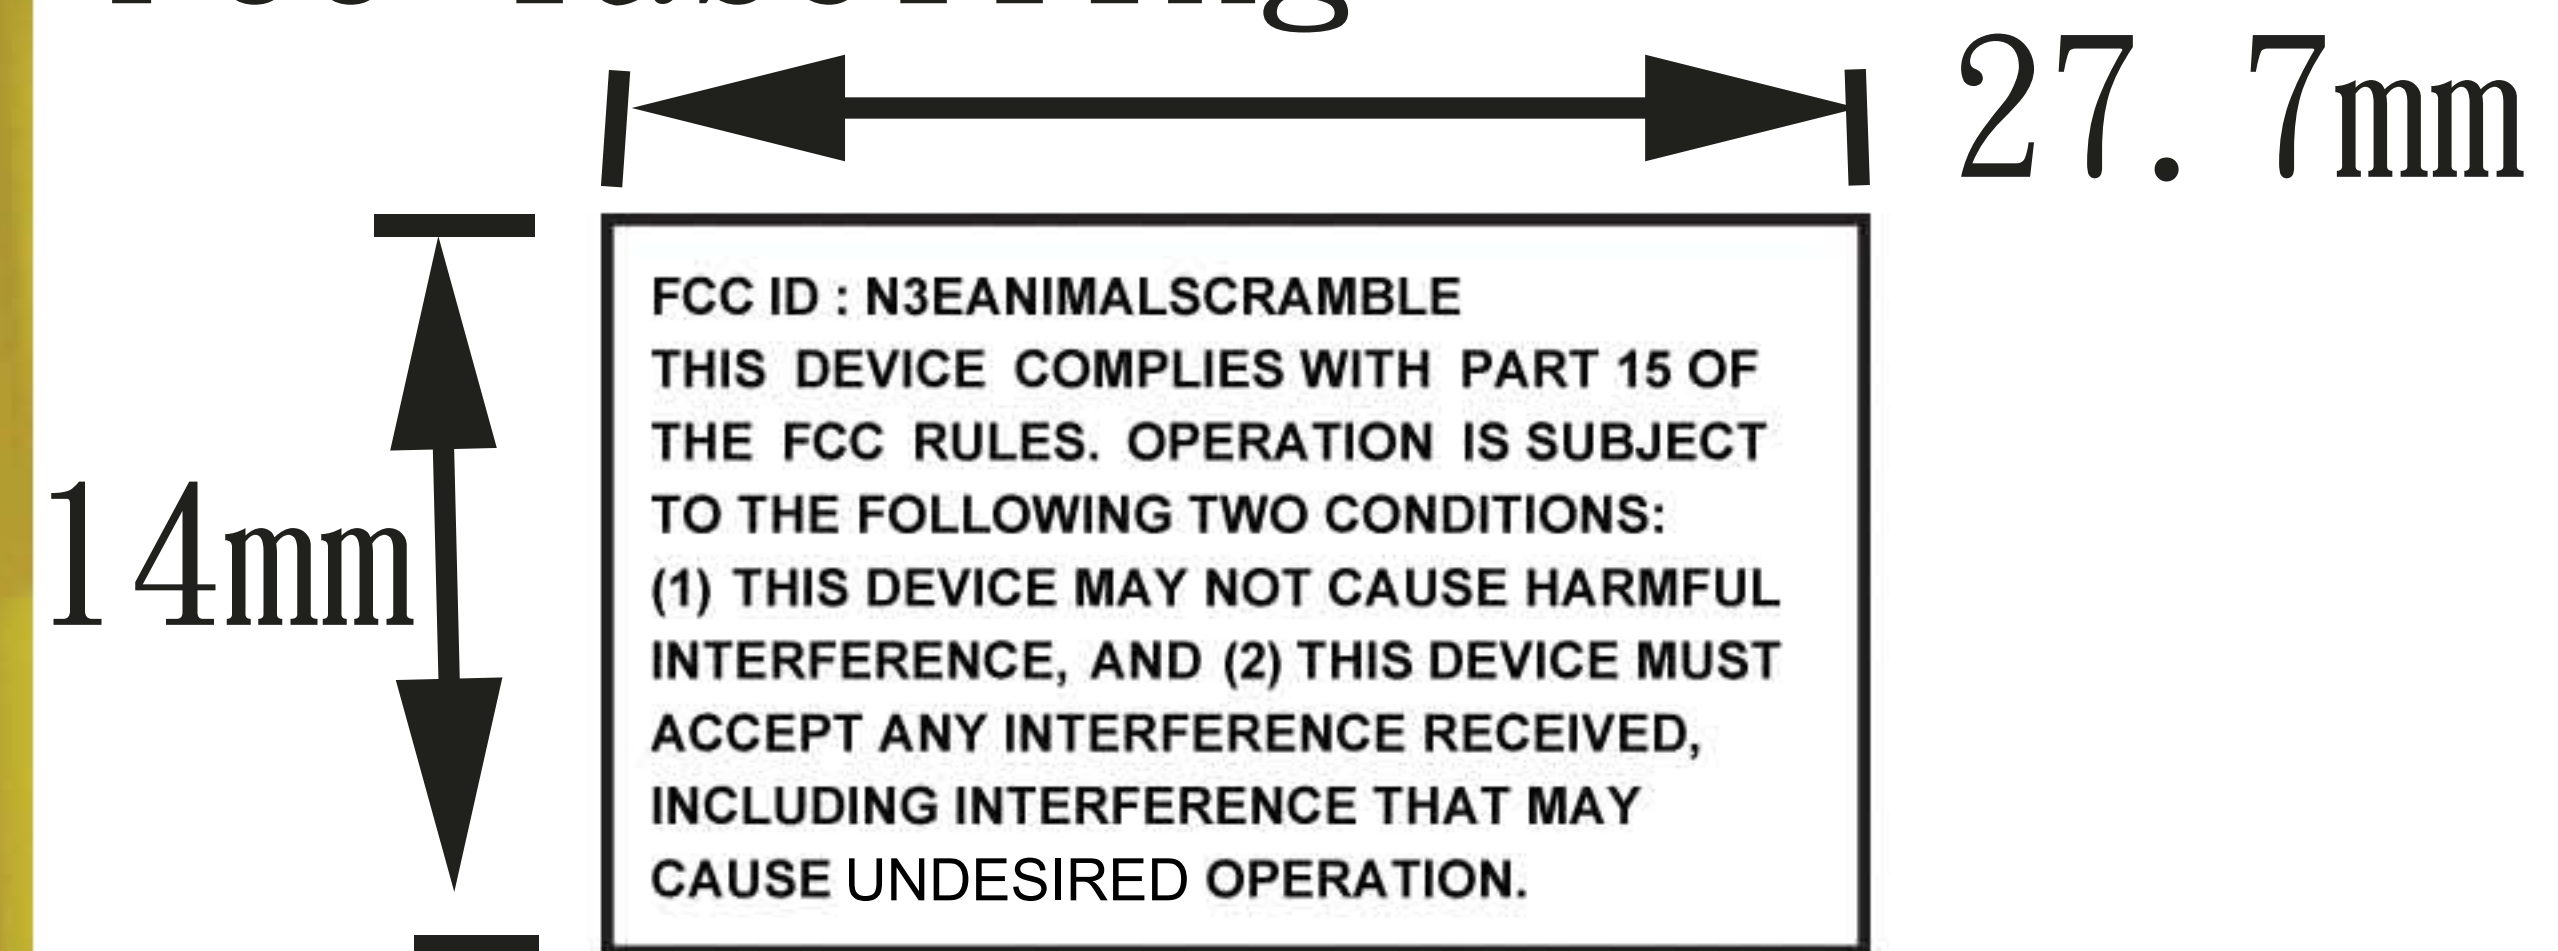 27.7mm
14mm
FCC ID : N3EANIMALSCRAMBLE
THIS DEVICE COMPLIES WITH PART 15 OF
THE FCC RULES. OPERATION IS SUBJECT
TO THE FOLLOWING TWO CONDITIONS:
(1) THIS DEVICE MAY NOT CAUSE HARMFUL
INTERFERENCE, AND (2) THIS DEVICE MUST
ACCEPT ANY INTERFERENCE RECEIVED,
INCLUDING INTERFERENCE THAT MAY
CAUSE UNDESIRED OPERATION.